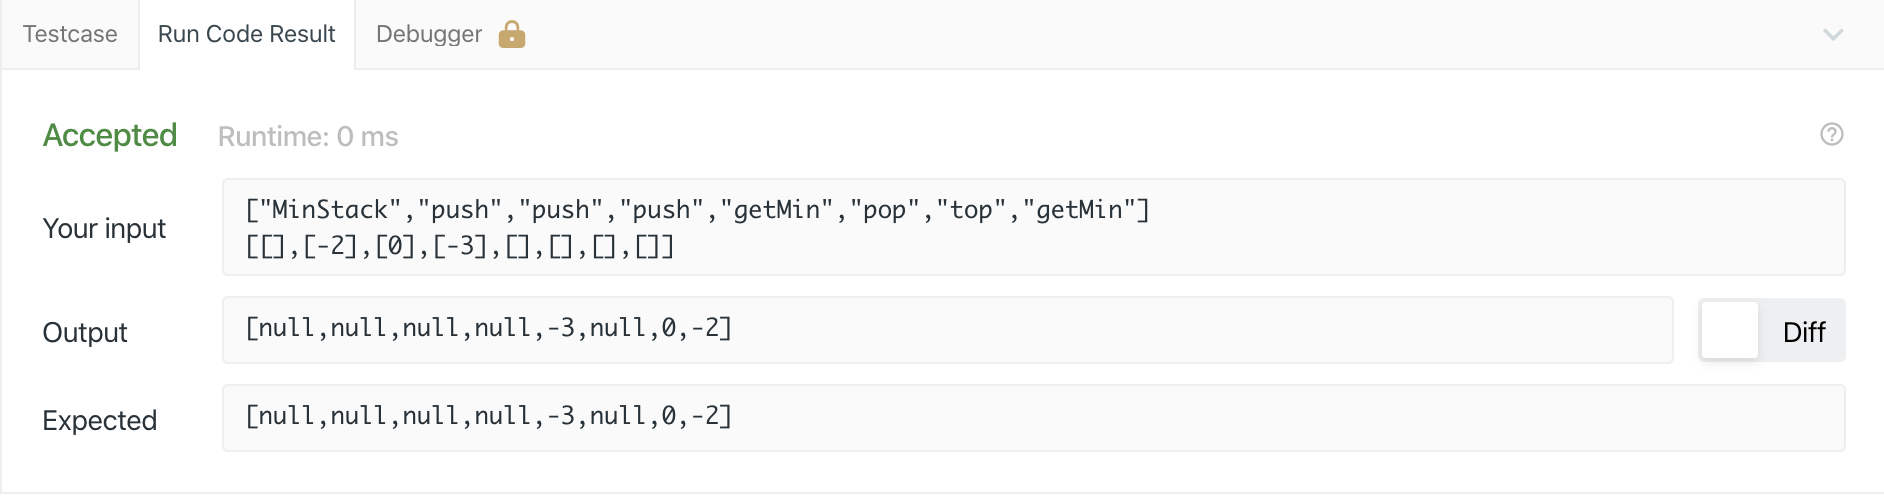 Testcase
Run Code Result
Debugger
Accepted
Runtime: 0 ms
Your input
["MinStack","push","push","push","getMin","pop","top","getMin"]
[[],[-2],[0],[-3],[],[],[],[]]
Output
[null,null,null,null,-3,null,0,-2]
Diff
Expected
[null,null,null,null,-3,null,0,-2]